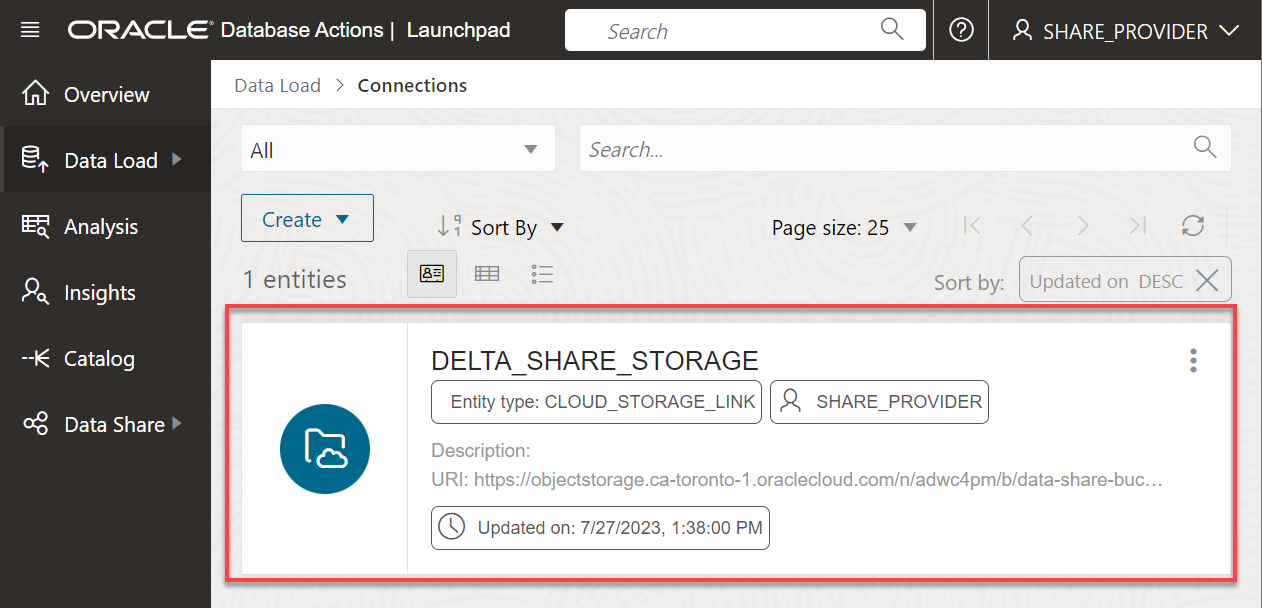 ORACLE® Database Actions | Launchpad
Search
SHARE_PROVIDER
Overview
Data Load
Analysis
Insights
Catalog
Data Share
Data Load > Connections
All
Search...
Create
Sort By
Page size: 25
1 entities
Sort by:
Updated on DESC
DELTA_SHARE_STORAGE
Entity type: CLOUD_STORAGE_LINK
SHARE_PROVIDER
Description:
URI: https://objectstorage.ca-toronto-1.oraclecloud.com/n/adwc4pm/b/data-share-buc...
Updated on: 7/27/2023, 1:38:00 PM